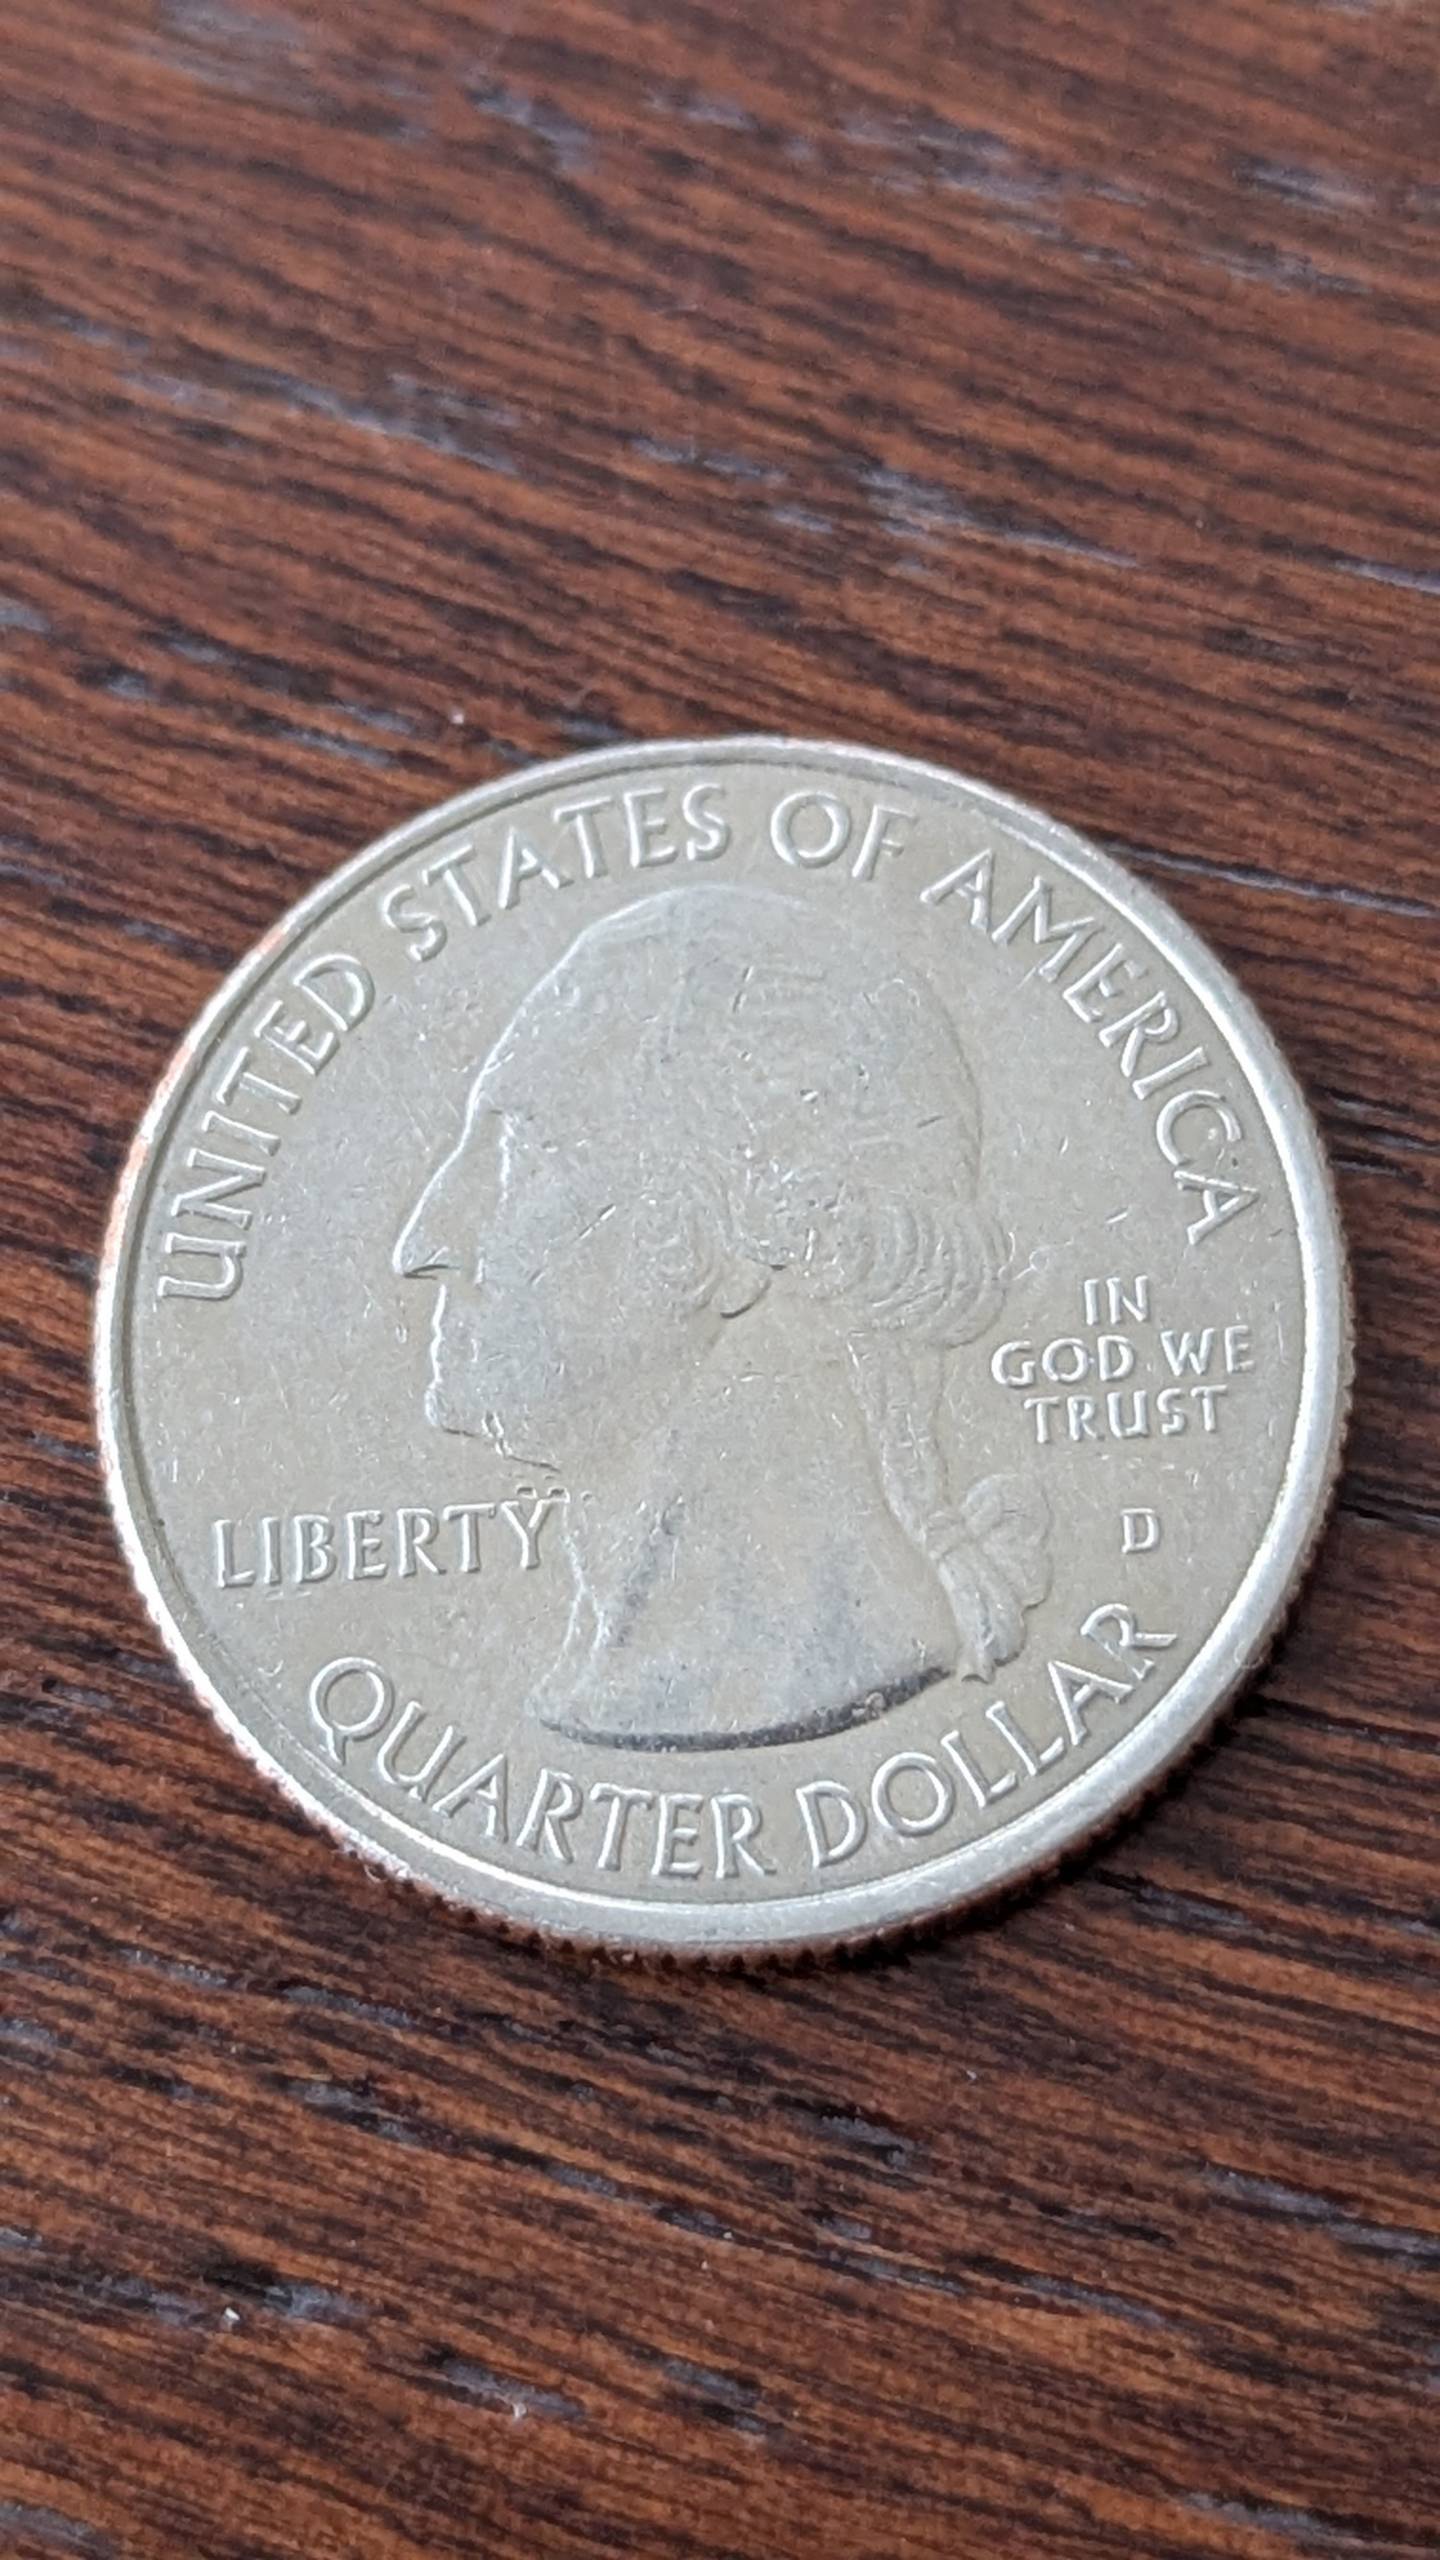 UNITED STATES OF AMERICA
IN
GOD WE
TRUST
LIBERTY
D
QUARTER DOLLAR